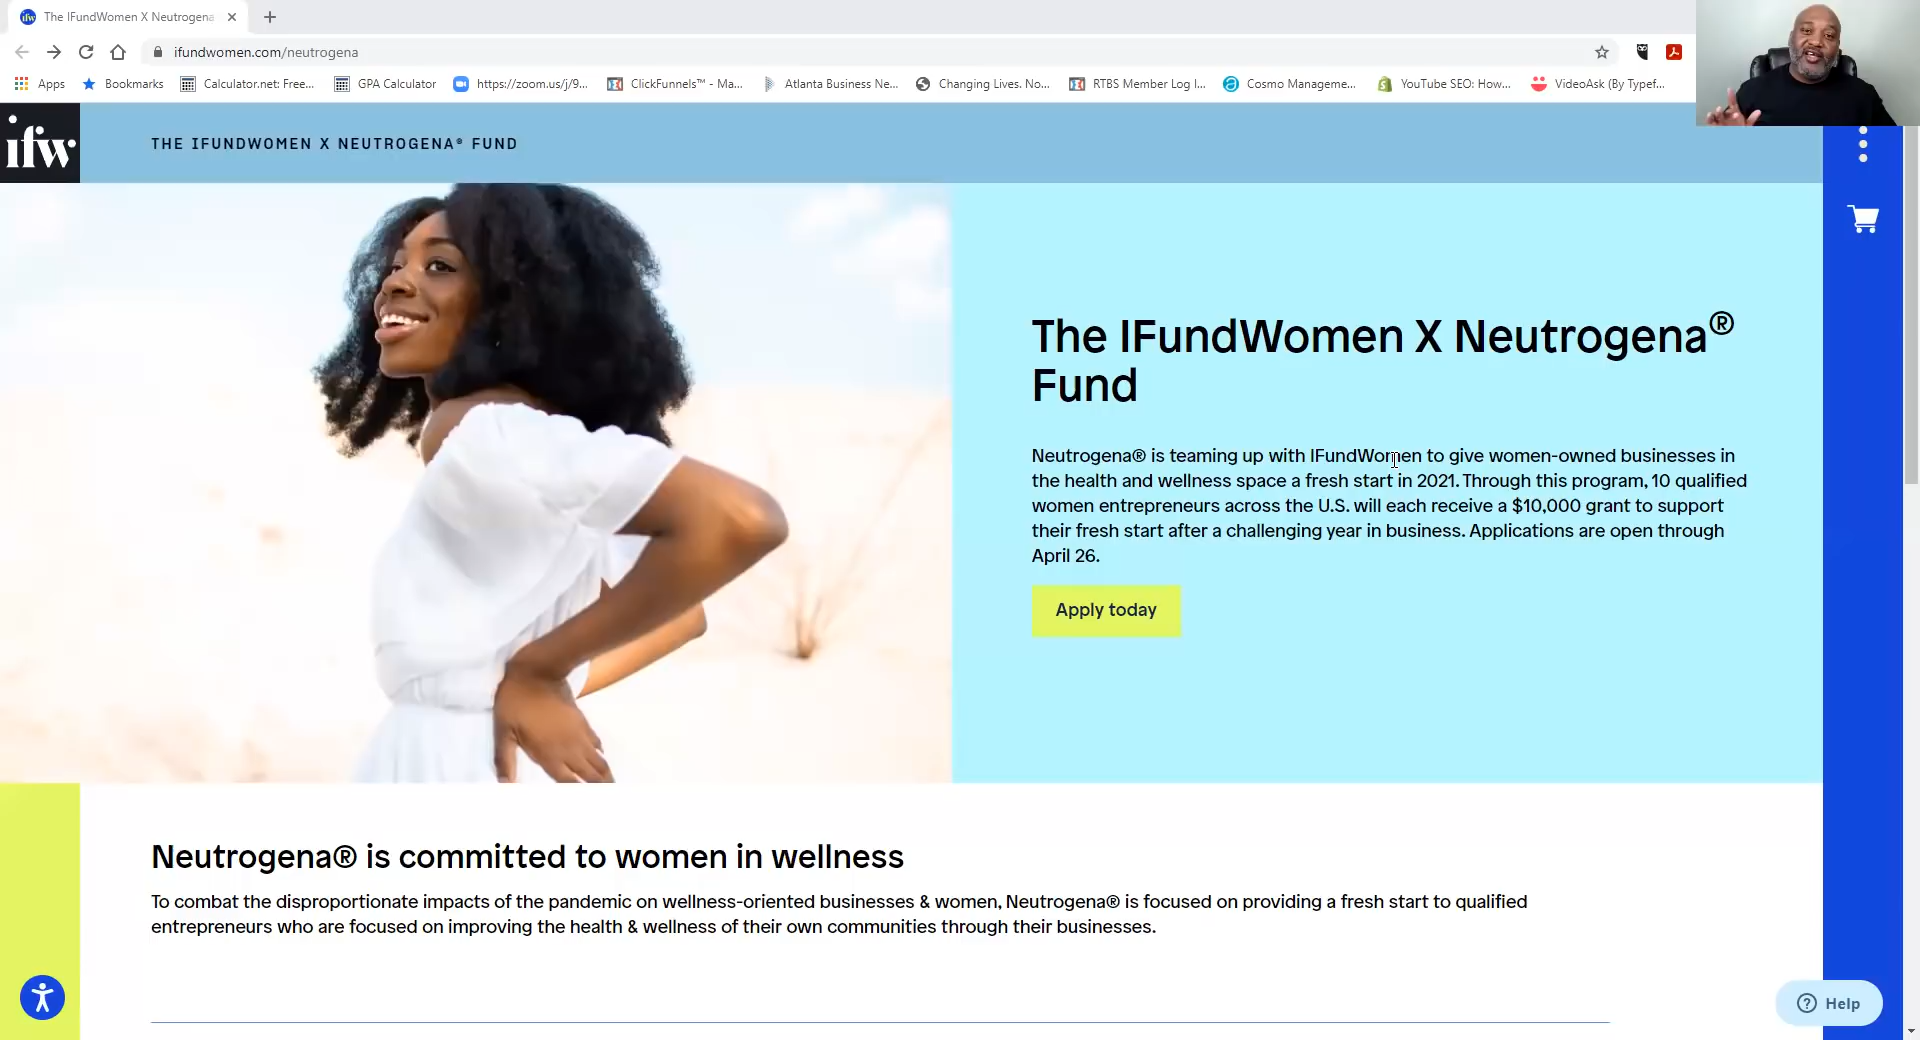 The IFundWomen X Neutrogena
ifundwomen.com/neutrogena
Apps Bookmarks Calculator.net: Free... GPA Calculator https://zoom.us/j/9... ClickFunnels™ - Ma... Atlanta Business Ne... Changing Lives. No... RTBS Member Log I... Cosmo Manageme... YouTube SEO: How... VideoAsk (By Typef...
ifw
THE IFUNDWOMEN X NEUTROGENA® FUND
The IFundWomen X Neutrogena®
Fund
Neutrogena® is teaming up with IFundWomen to give women-owned businesses in
the health and wellness space a fresh start in 2021. Through this program, 10 qualified
women entrepreneurs across the U.S. will each receive a $10,000 grant to support
their fresh start after a challenging year in business. Applications are open through
April 26.
Apply today
Neutrogena® is committed to women in wellness
To combat the disproportionate impacts of the pandemic on wellness-oriented businesses & women, Neutrogena® is focused on providing a fresh start to qualified
entrepreneurs who are focused on improving the health & wellness of their own communities through their businesses.
Help